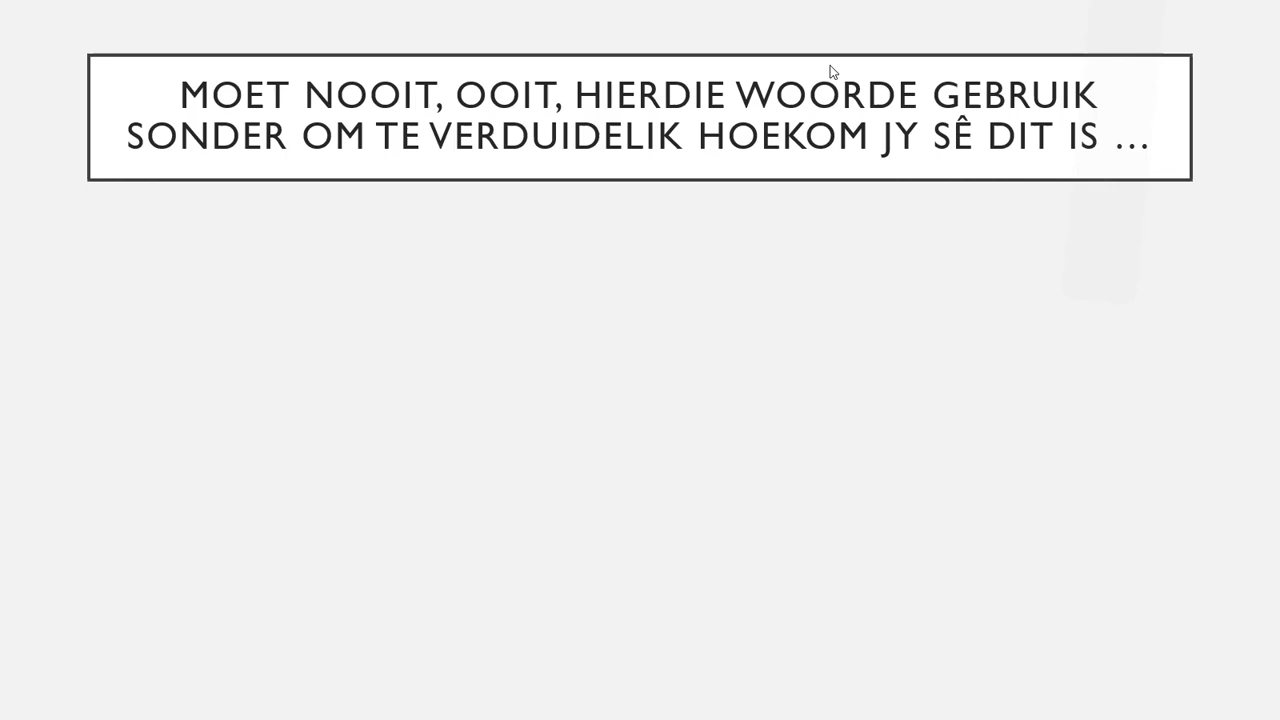 MOET NOOIT, OOIT, HIERDIE WOORDE GEBRUIK
SONDER OM TE VERDUIDELIK HOEKOM JY SÊ DIT IS ...